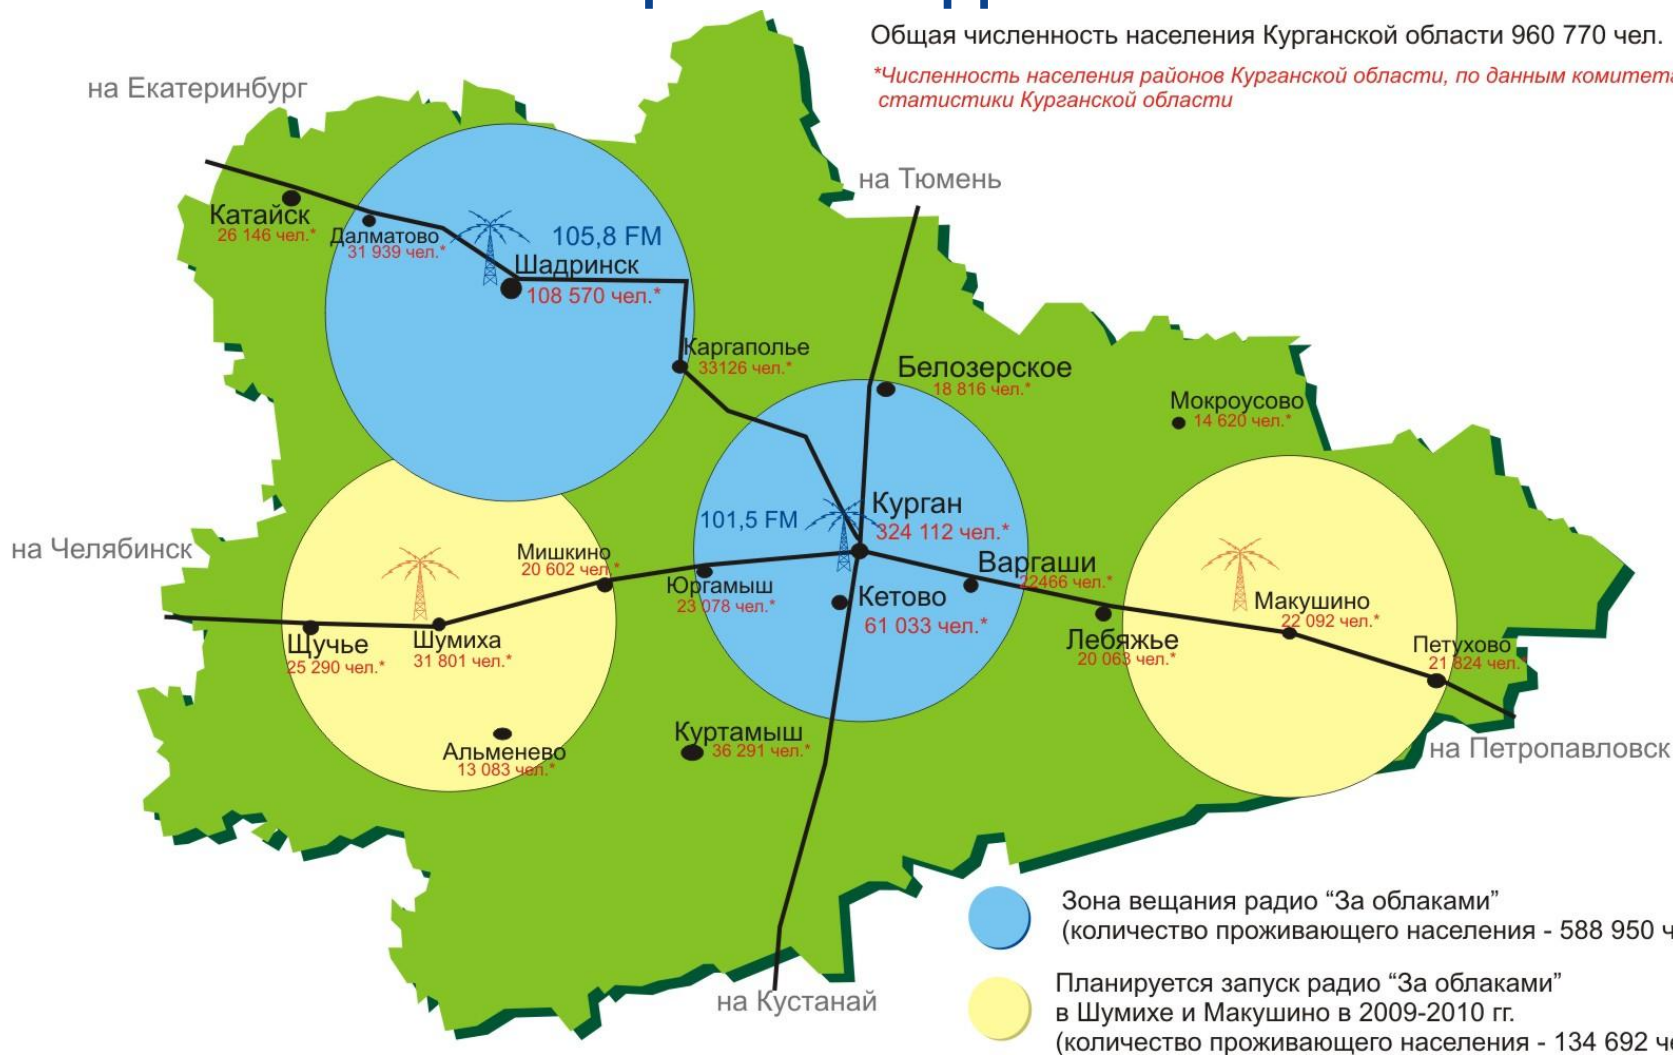 Общая численность населения Курганской области 960 770 чел.
*Численность населения районов Курганской области, по данным комитета
статистики Курганской области
на Екатеринбург
на Тюмень
Катайск
26 146 чел.*
Далматово
31 939 чел.*
105,8 FM
Шадринск
108 570 чел.*
Каргаполье
33126 чел.*
Белозерское
18 816 чел.*
Мокроусово
14 620 чел.*
101,5 FM
Курган
324 112 чел.*
на Челябинск
Мишкино
20 602 чел.*
Юргамыш
23 078 чел.*
Варгаши
22466 чел.*
Кетово
61 033 чел.*
Щучье
25 290 чел.*
Шумиха
31 801 чел.*
Лебяжье
20 063 чел.*
Макушино
22 092 чел.*
Петухово
21 824 чел.
Альменево
13 083 чел.*
Куртамыш
36 291 чел.*
на Петропавловск
на Кустанай
Зона вещания радио “За облаками”
(количество проживающего населения - 588 950 ч
Планируется запуск радио “За облаками”
в Шумихе и Макушино в 2009-2010 гг.
(количество проживающего населения - 134 692 че